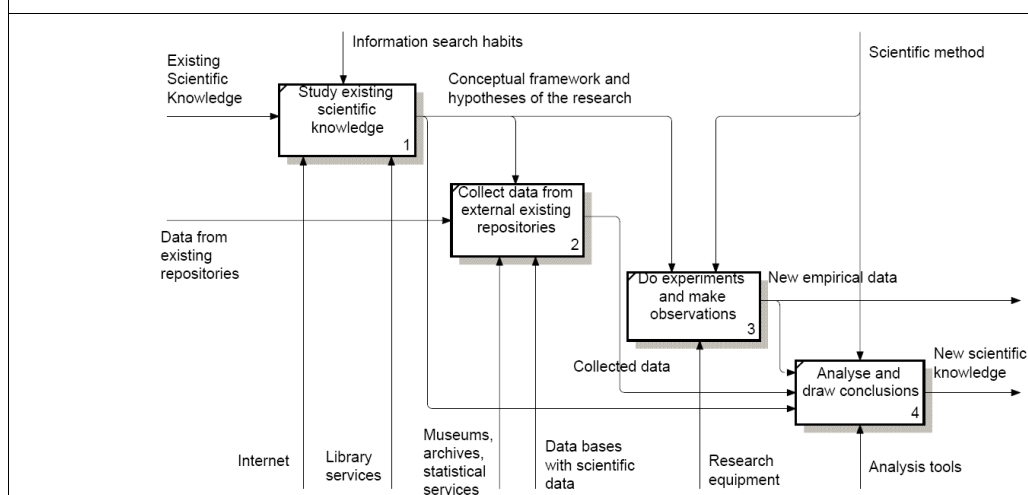 Information search habits
Scientific method
Existing
Scientific
Knowledge
Study existing
scientific
knowledge
1
Conceptual framework and
hypotheses of the research
Collect data from
external existing
repositories
2
Data from
existing
repositories
Do experiments
and make
observations
3
New empirical data
Collected data
Analyse and
draw conclusions
4
New scientific
knowledge
Internet
Library
services
Museums,
archives,
statistical
services
Data bases
with scientific
data
Research
equipment
Analysis tools